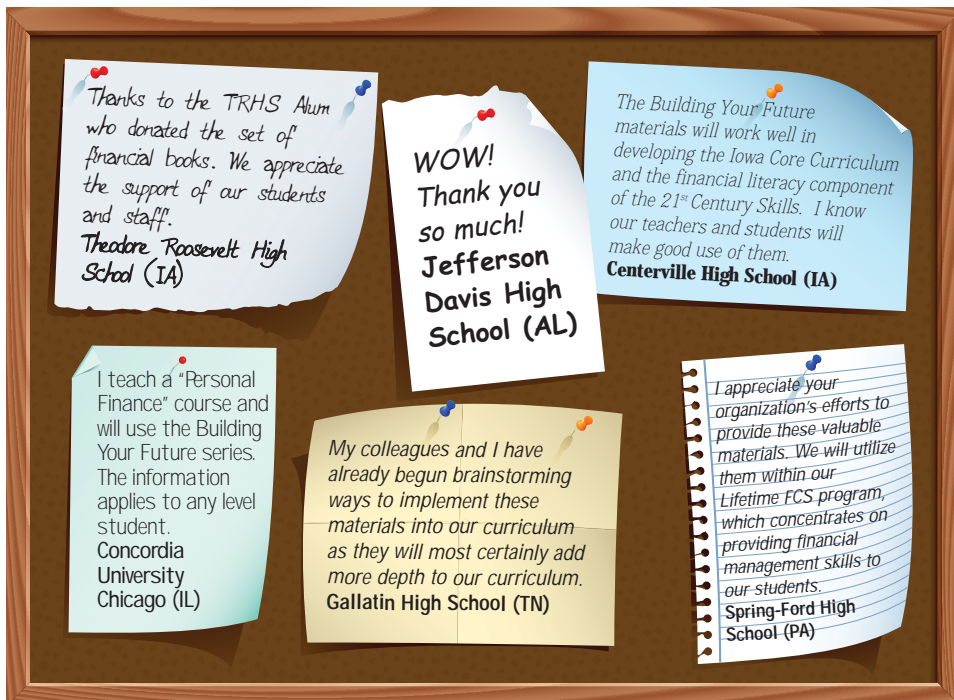 Thanks to the TRHS Alum
who donated the set of
financial books. We appreciate
the support of our students
and staff.
Theodore Roosevelt High
School (IA)
WOW!
Thank you
so much!
Jefferson
Davis High
School (AL)
The Building Your Future
materials will work well in
developing the Iowa Core Curriculum
and the financial literacy component
of the 21st Century Skills. I know
our teachers and students will
make good use of them.
Centerville High School (IA)
I teach a "Personal
Finance" course and
will use the Building
Your Future series.
The information
applies to any level
student.
Concordia
University
Chicago (IL)
My colleagues and I have
already begun brainstorming
ways to implement these
materials into our curriculum
as they will most certainly add
more depth to our curriculum.
Gallatin High School (TN)
I appreciate your
organization's efforts to
provide these valuable
materials. We will utilize
them within our
Lifetime FCS program,
which concentrates on
providing financial
management skills to
our students.
Spring-Ford High
School (PA)